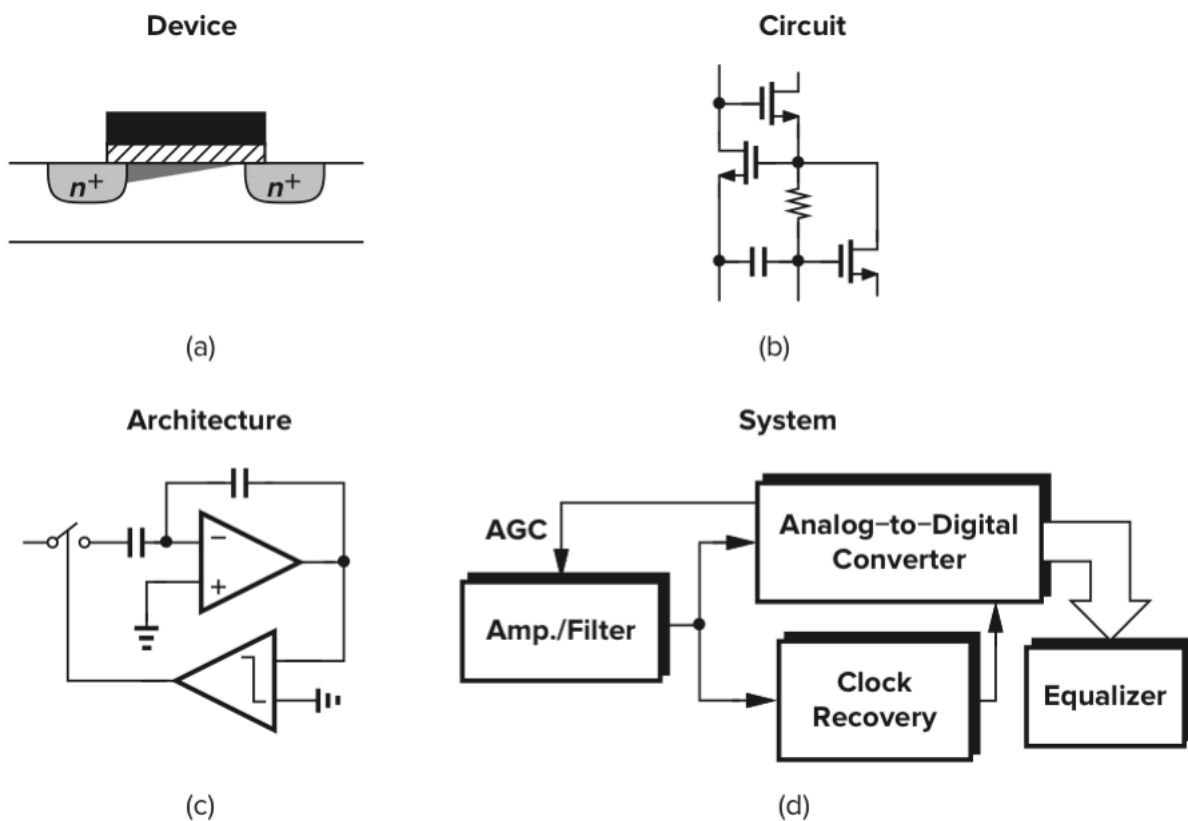 Device
Circuit
n+
n+
(a)
(b)
Architecture
System
−
+
AGC
Analog-to-Digital
Converter
Amp./Filter
Clock
Recovery
Equalizer
(c)
(d)